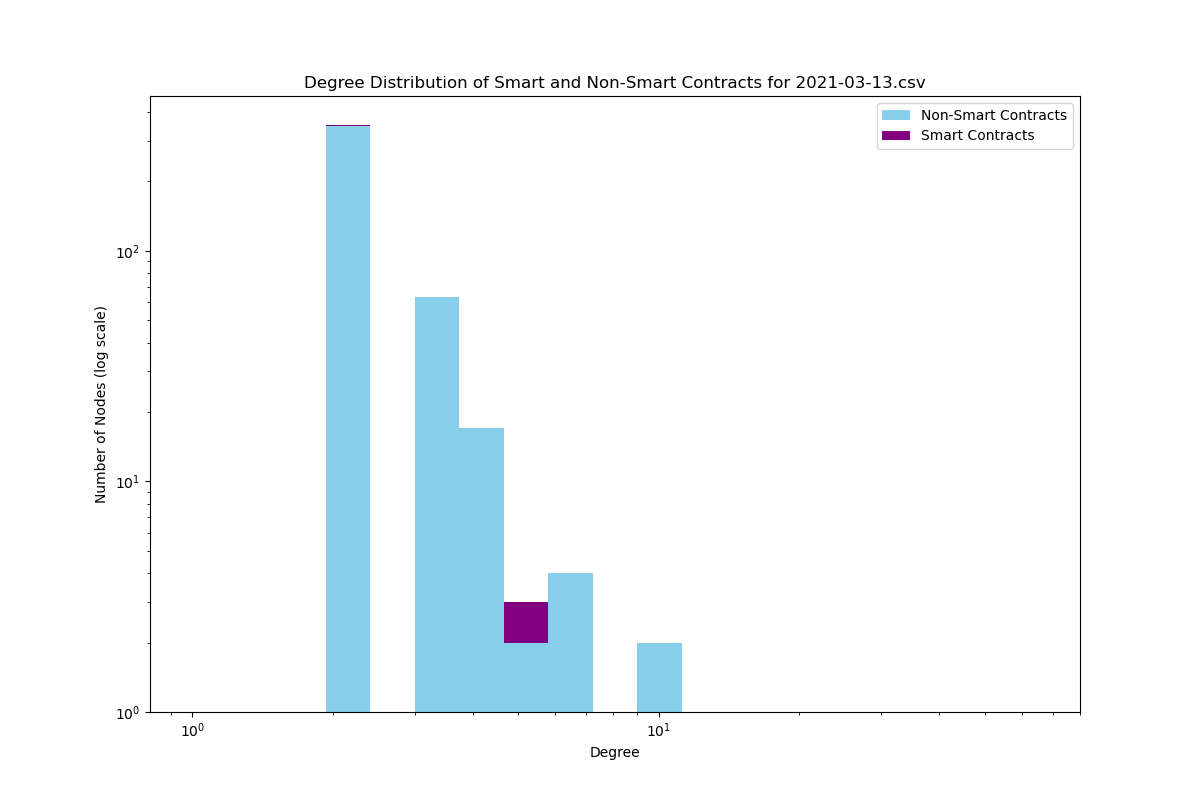 Degree Distribution of Smart and Non-Smart Contracts for 2021-03-13.csv
Non-Smart Contracts
Smart Contracts
Number of Nodes (log scale)
10²
10¹
10⁰
10⁰ 10¹
Degree